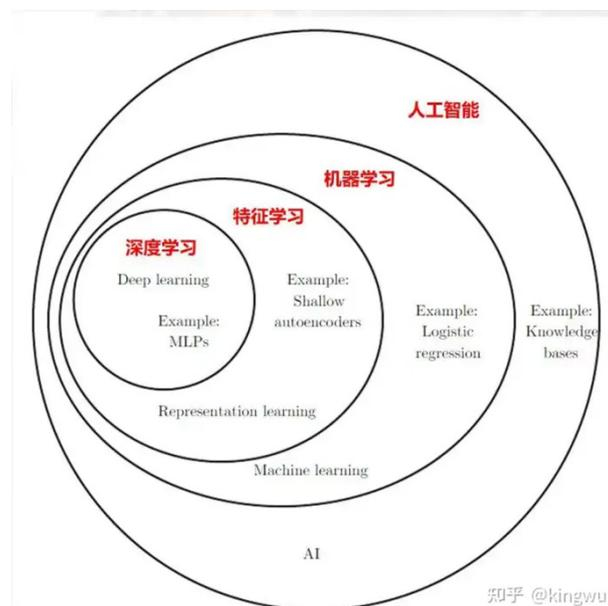 人工智能
机器学习
特征学习
深度学习
Deep learning
Example:
MLPs
Example:
Shallow
autoencoders
Example:
Logistic
regression
Example:
Knowledge
bases
Representation learning
Machine learning
AI
知乎 @kingwu